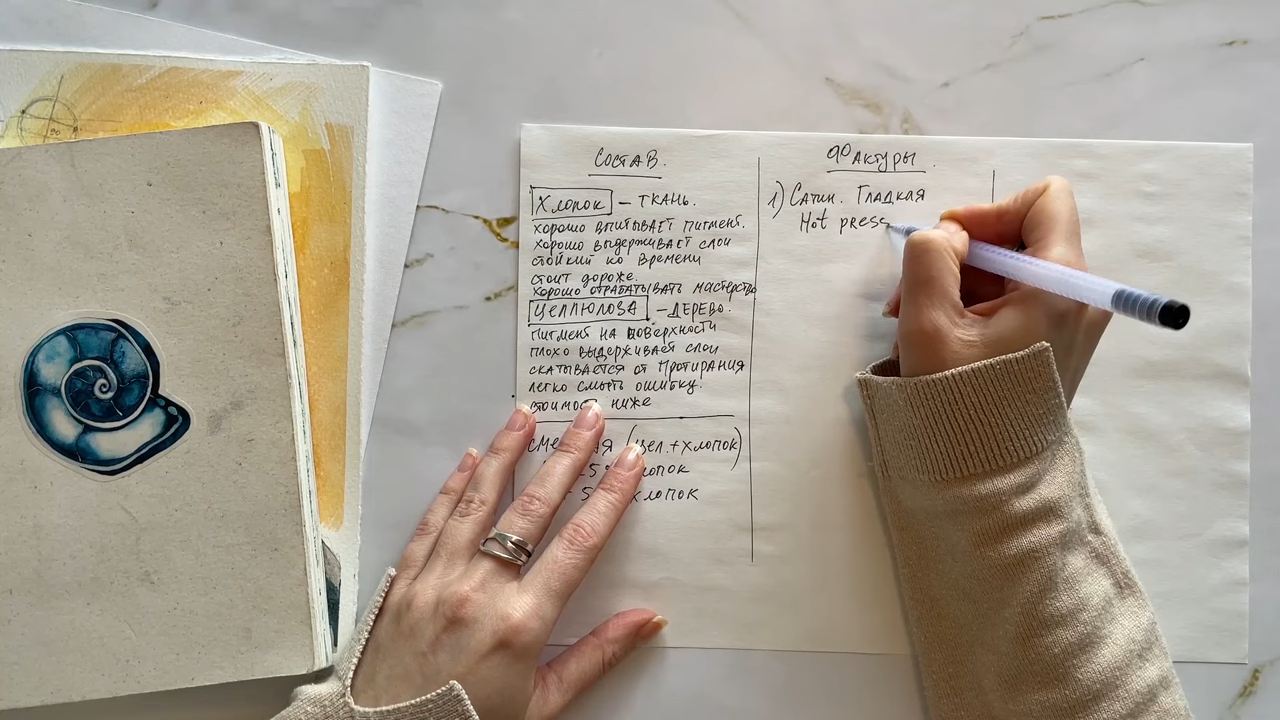 Состав.
Хлопок – ткань.
хорошо впитывает пигмент.
хорошо выдерживает слои
стойкий ко времени
стоит дороже.
хорошо отрабатывать мастерство
Целлюлоза – дерево.
пигмент на поверхности
плохо выдерживает слои
скатывается от протирания
легко смыть ошибку.
ниже
(цел.+хлопок)
хлопок
Фактуры.
1) Сатин. Гладкая
Hot press
90